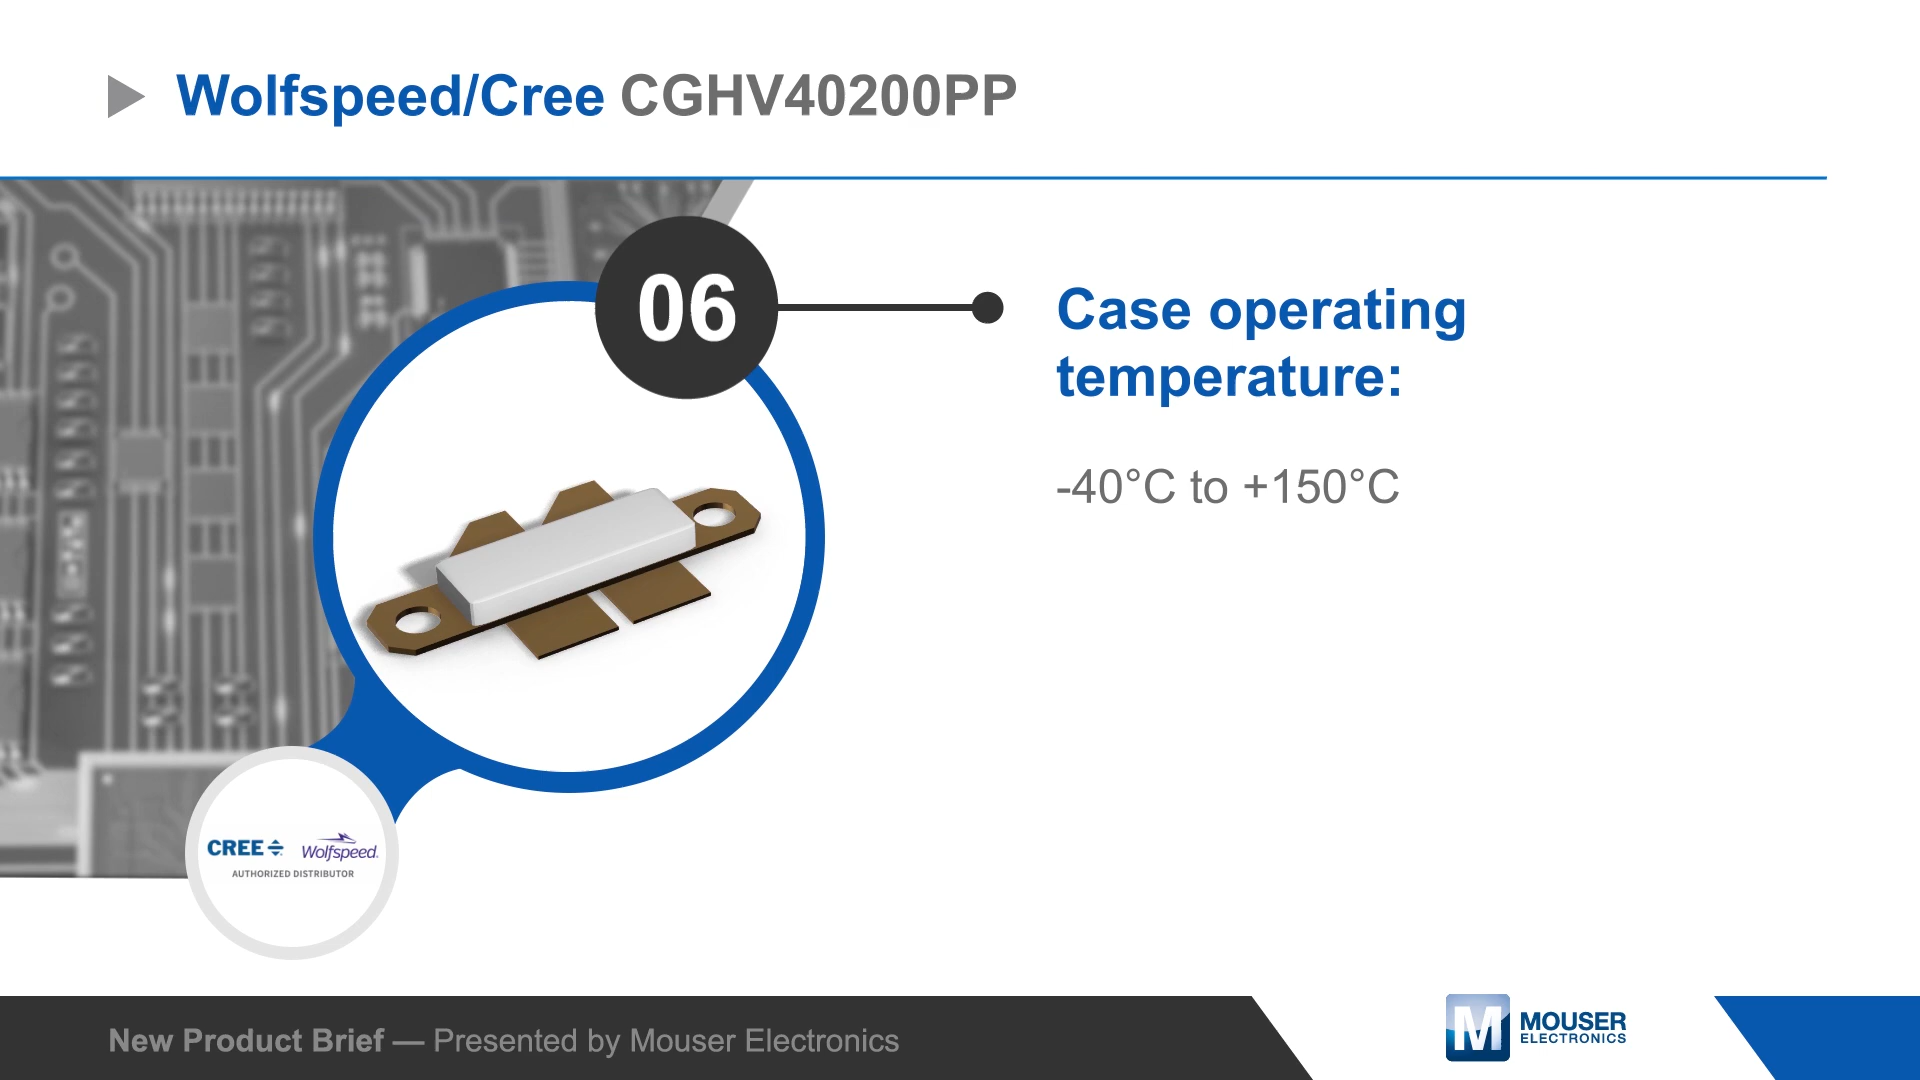 Wolfspeed/Cree CGHV40200PP
06
Case operating
temperature:
-40°C to +150°C
CREE Wolfspeed
AUTHORIZED DISTRIBUTOR
New Product Brief — Presented by Mouser Electronics
M MOUSER
ELECTRONICS